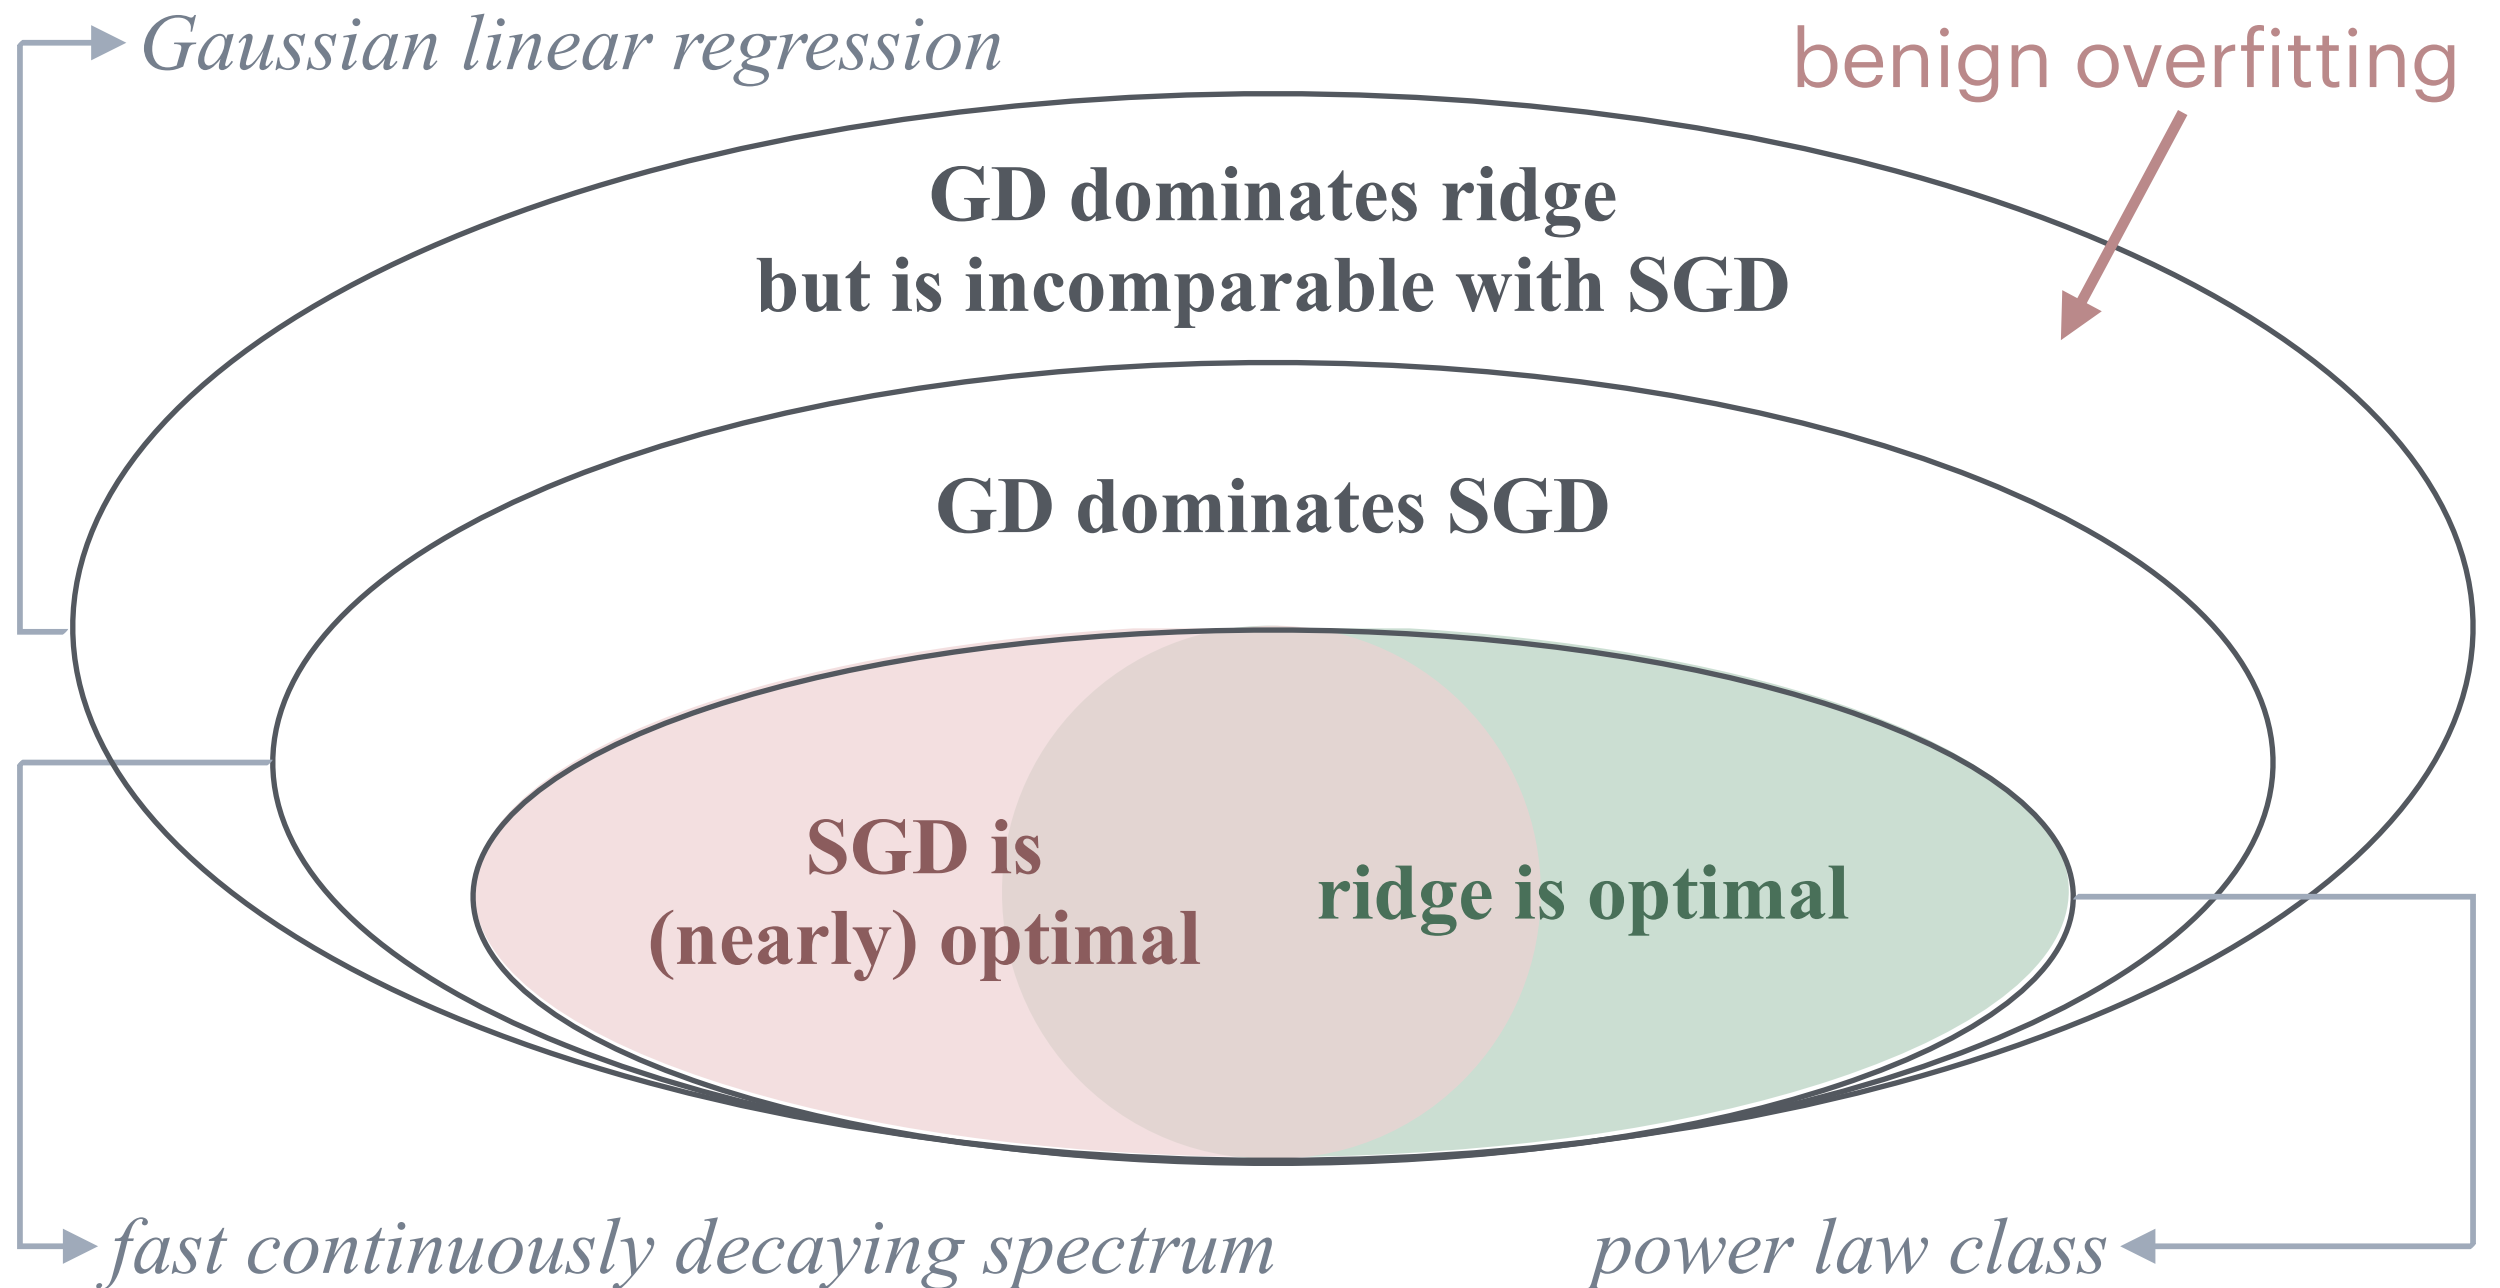 Gaussian linear regression
benign overfitting
GD dominates ridge
but is incomparable with SGD
GD dominates SGD
SGD is
(nearly) optimal
ridge is optimal
fast continuously decaying spectrum
power law class